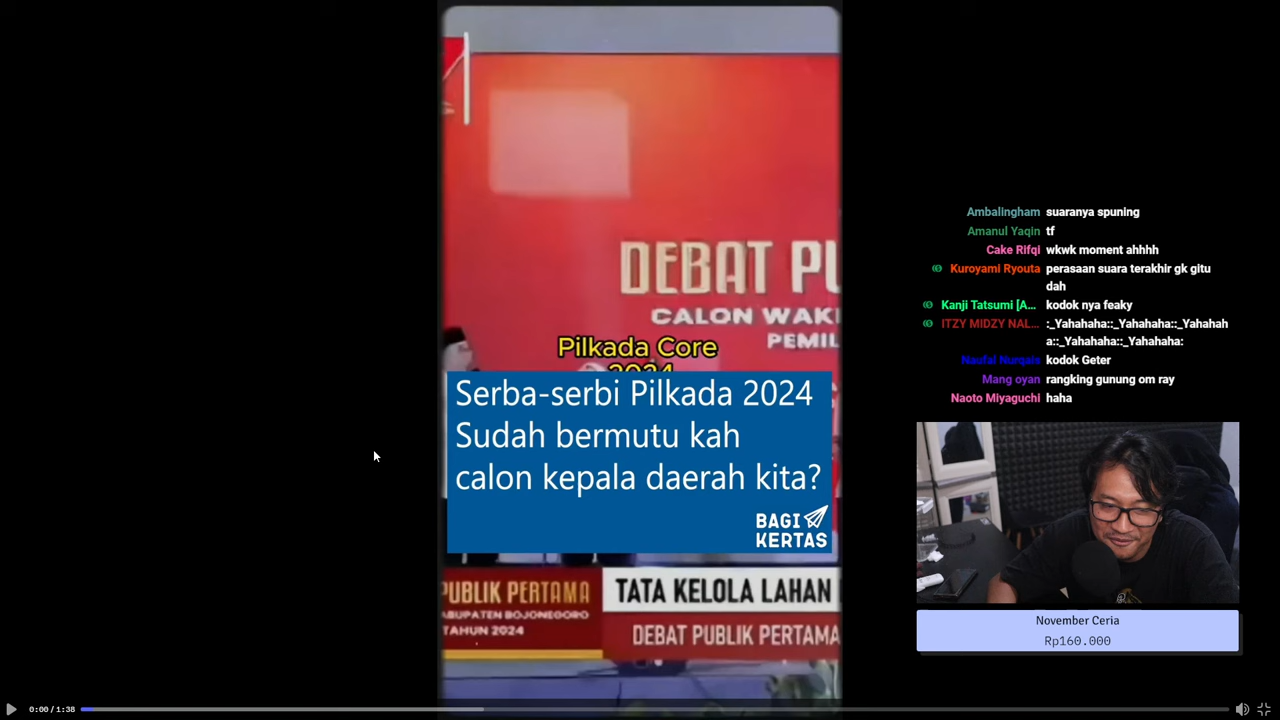 DEBAT PU
CALON WAKI
PEMIL
Pilkada Core
2024
Serba-serbi Pilkada 2024
Sudah bermutu kah
calon kepala daerah kita?
BAGI
KERTAS
PUBLIK PERTAMA
ABUPATEN BOJONEGORO
TAHUN 2024
TATA KELOLA LAHAN
DEBAT PUBLIK PERTAMA
Ambalingham suaranya spuning
Amanul Yaqin tf
Cake Rifqi wkwk moment ahhhh
Kuroyami Ryouta perasaan suara terakhir gk gitu
dah
Kanji Tatsumi [A... kodok nya feaky
ITZY MIDZY NAL... :_Yahahaha::_Yahahaha::_Yahahah
a::_Yahahaha::_Yahahaha:
Naufal Nurqais kodok Geter
Mang oyan rangking gunung om ray
Naoto Miyaguchi haha
November Ceria
Rp160.000
0:00 / 1:38